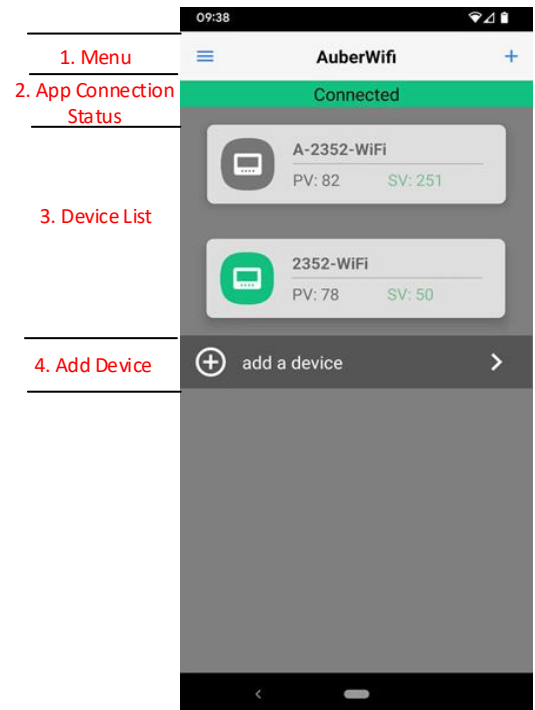 09:38
1. Menu
AuberWifi
2. App Connection
Status
Connected
A-2352-WiFi
PV: 82 SV: 251
3. Device List
2352-WiFi
PV: 78 SV: 50
4. Add Device
add a device